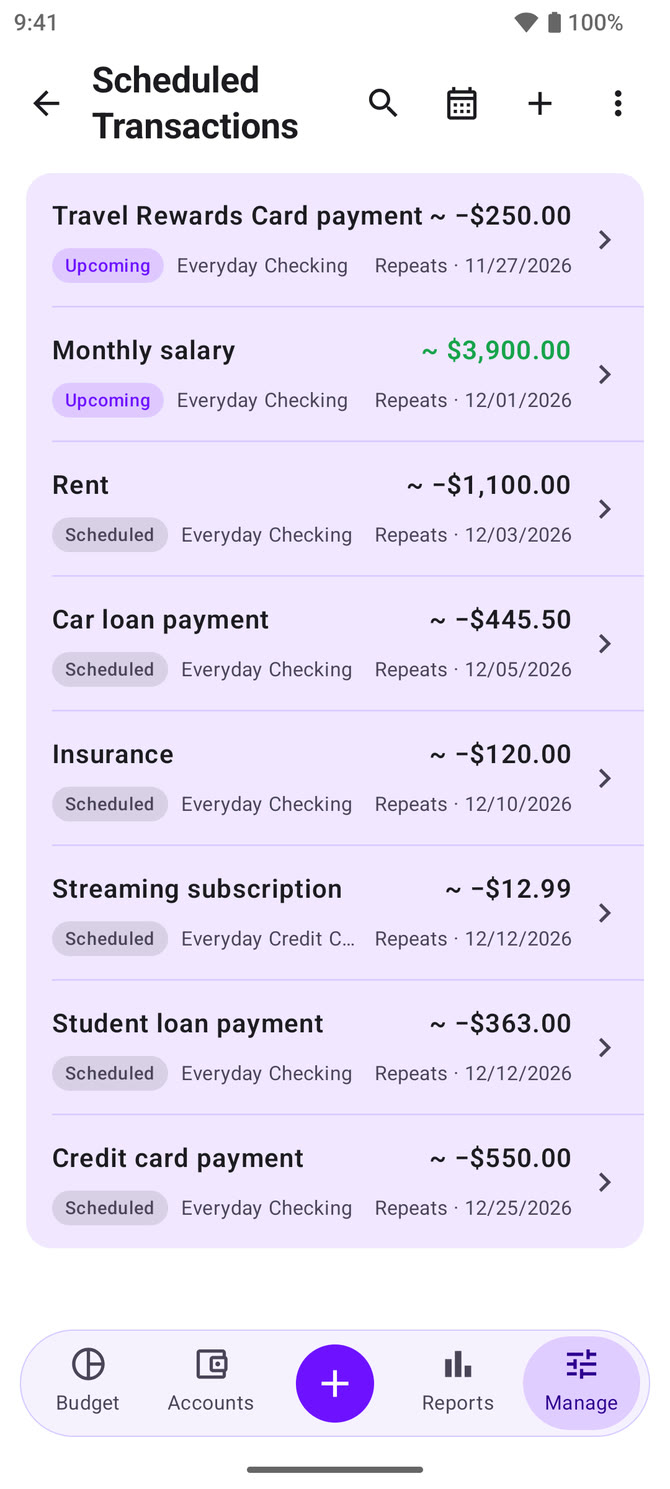 9:41
100%
Scheduled
Transactions
Travel Rewards Card payment ~ −$250.00
Upcoming Everyday Checking Repeats · 11/27/2026
Monthly salary ~ $3,900.00
Upcoming Everyday Checking Repeats · 12/01/2026
Rent ~ −$1,100.00
Scheduled Everyday Checking Repeats · 12/03/2026
Car loan payment ~ −$445.50
Scheduled Everyday Checking Repeats · 12/05/2026
Insurance ~ −$120.00
Scheduled Everyday Checking Repeats · 12/10/2026
Streaming subscription ~ −$12.99
Scheduled Everyday Credit C... Repeats · 12/12/2026
Student loan payment ~ −$363.00
Scheduled Everyday Checking Repeats · 12/12/2026
Credit card payment ~ −$550.00
Scheduled Everyday Checking Repeats · 12/25/2026
Budget Accounts Reports Manage